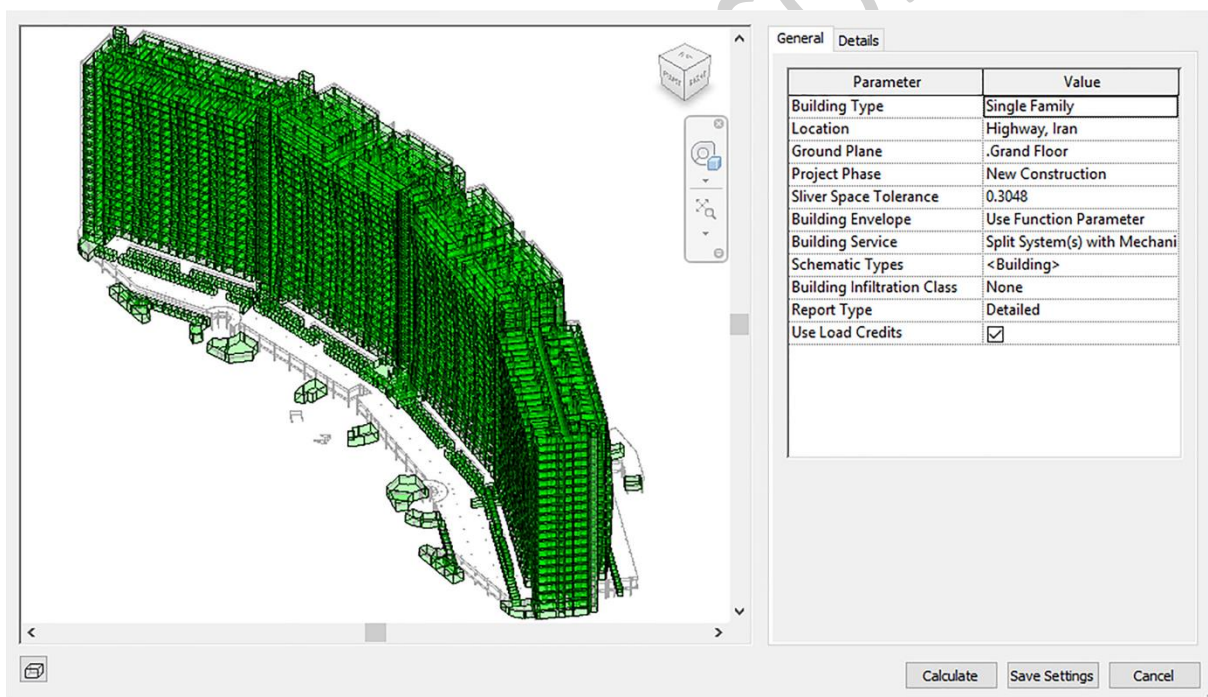 General Details
Parameter Value
Building Type Single Family
Location Highway, Iran
Ground Plane .Grand Floor
Project Phase New Construction
Sliver Space Tolerance 0.3048
Building Envelope Use Function Parameter
Building Service Split System(s) with Mechani
Schematic Types <Building>
Building Infiltration Class None
Report Type Detailed
Use Load Credits
Calculate Save Settings Cancel